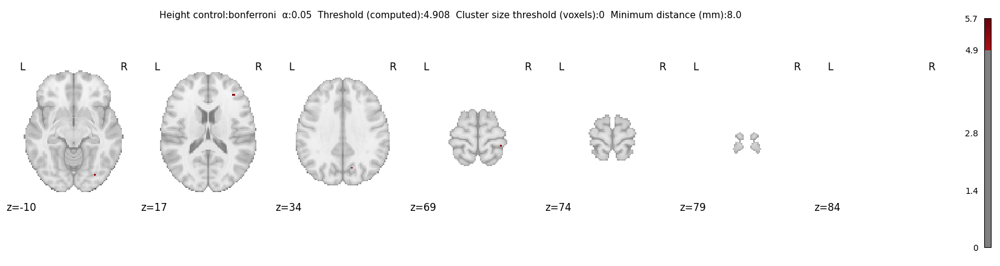 Height control:bonferroni  α:0.05  Threshold (computed):4.908  Cluster size threshold (voxels):0  Minimum distance (mm):8.0
L R L R L R L R L R L R L R
z=-10 z=17 z=34 z=69 z=74 z=79 z=84
5.7
4.9
2.8
1.4
0